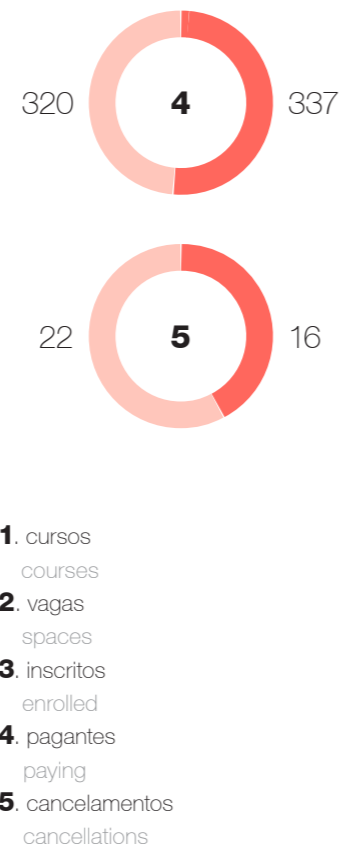 320 4 337
22 5 16
1. cursos
courses
2. vagas
spaces
3. inscritos
enrolled
4. pagantes
paying
5. cancelamentos
cancellations